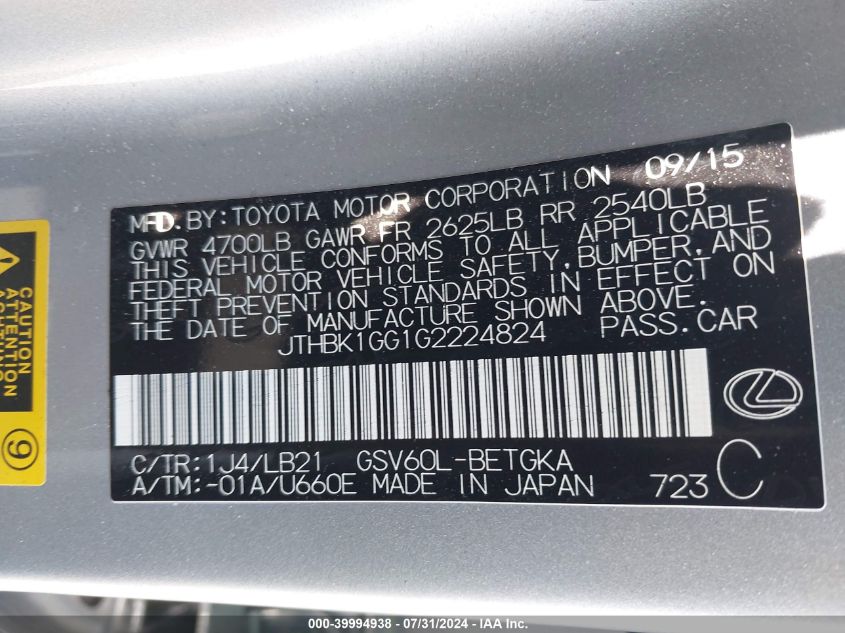 MFD. BY: TOYOTA MOTOR CORPORATION 09/15
GVWR 4700LB GAWR FR 2625LB RR 2540LB
THIS VEHICLE CONFORMS TO ALL APPLICABLE
FEDERAL MOTOR VEHICLE SAFETY, BUMPER, AND
THEFT PREVENTION STANDARDS IN EFFECT ON
THE DATE OF MANUFACTURE SHOWN ABOVE.
JTHBK1GG1G2224824 PASS. CAR
C/TR: 1J4/LB21 GSV60L-BETGKA
A/TM: -01A/U660E MADE IN JAPAN 723 C
CAUTION
ATTENTION
9
000-39994938 - 07/31/2024 - IAA Inc.